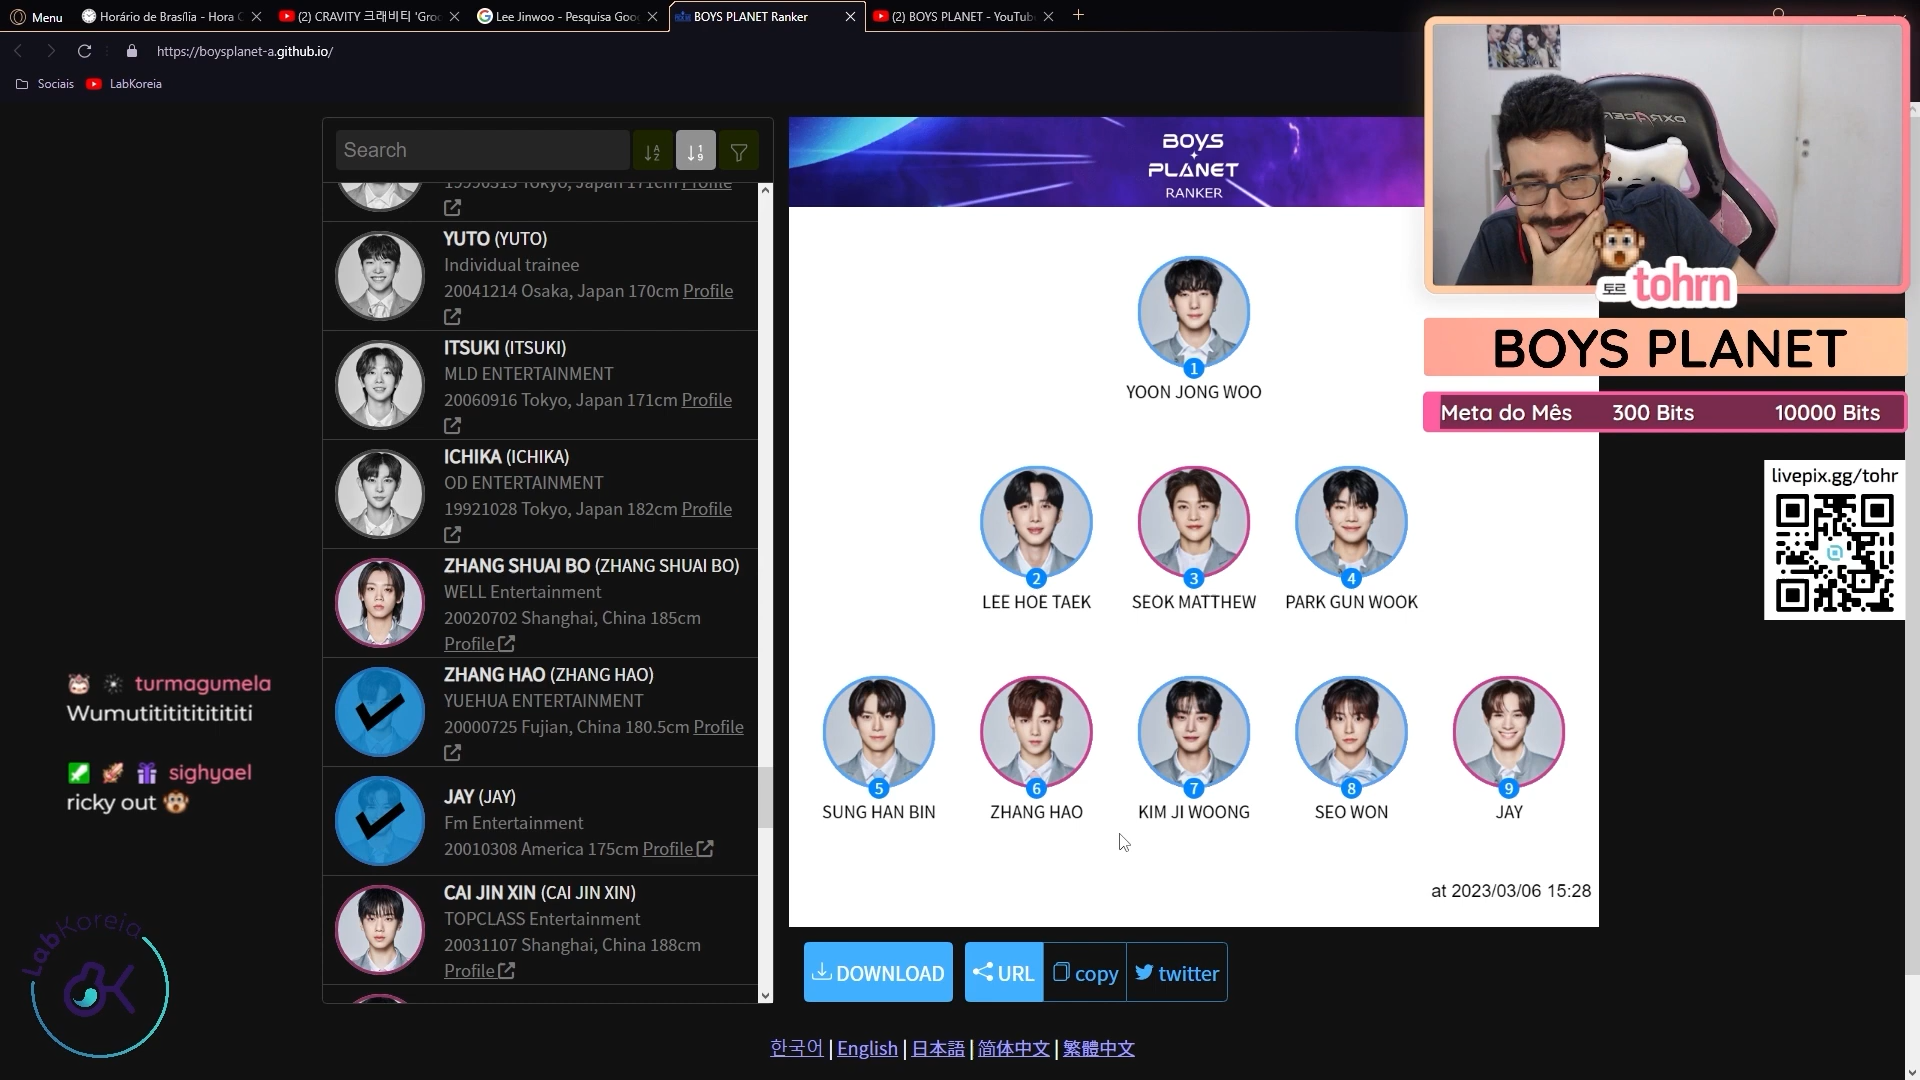 Menu
Horário de Brasília - Hora C
(2) CRAVITY 크래비티 'Groo
Lee Jinwoo - Pesquisa Goo
BOYS PLANET Ranker
(2) BOYS PLANET - YouTub
https://boysplanet-a.github.io/
Sociais
LabKoreia
Search
Tokyo, Japan 171cm Profile
YUTO (YUTO)
Individual trainee
20041214 Osaka, Japan 170cm Profile
ITSUKI (ITSUKI)
MLD ENTERTAINMENT
20060916 Tokyo, Japan 171cm Profile
ICHIKA (ICHIKA)
OD ENTERTAINMENT
19921028 Tokyo, Japan 182cm Profile
ZHANG SHUAI BO (ZHANG SHUAI BO)
WELL Entertainment
20020702 Shanghai, China 185cm
Profile
ZHANG HAO (ZHANG HAO)
YUEHUA ENTERTAINMENT
20000725 Fujian, China 180.5cm Profile
JAY (JAY)
Fm Entertainment
20010308 America 175cm Profile
CAI JIN XIN (CAI JIN XIN)
TOPCLASS Entertainment
20031107 Shanghai, China 188cm
Profile
BOYS
PLANET
RANKER
1
YOON JONG WOO
2 3 4
LEE HOE TAEK SEOK MATTHEW PARK GUN WOOK
5 6 7 8 9
SUNG HAN BIN ZHANG HAO KIM JI WOONG SEO WON JAY
at 2023/03/06 15:28
DOWNLOAD
URL
copy
twitter
한국어 | English | 日本語 | 简体中文 | 繁體中文
DXRACER
토르 tohrn
BOYS PLANET
Meta do Mês 300 Bits 10000 Bits
livepix.gg/tohr
turmagumela
Wumutitititititititi
sighyael
ricky out
LabKoreia